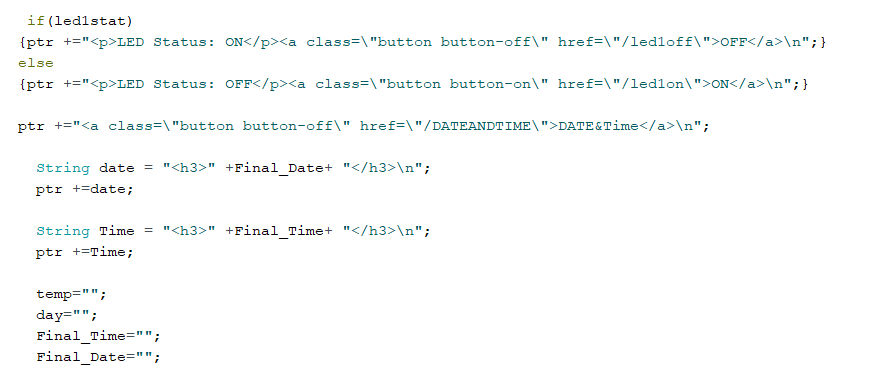 if(led1stat)
{ptr +="<p>LED Status: ON</p><a class=\"button button-off\" href=\"/led1off\">OFF</a>\n";}
else
{ptr +="<p>LED Status: OFF</p><a class=\"button button-on\" href=\"/led1on\">ON</a>\n";}
ptr +="<a class=\"button button-off\" href=\"/DATEANDTIME\">DATE&Time</a>\n";
String date = "<h3>" +Final_Date+ "</h3>\n";
ptr +=date;
String Time = "<h3>" +Final_Time+ "</h3>\n";
ptr +=Time;
temp="";
day="";
Final_Time="";
Final_Date="";